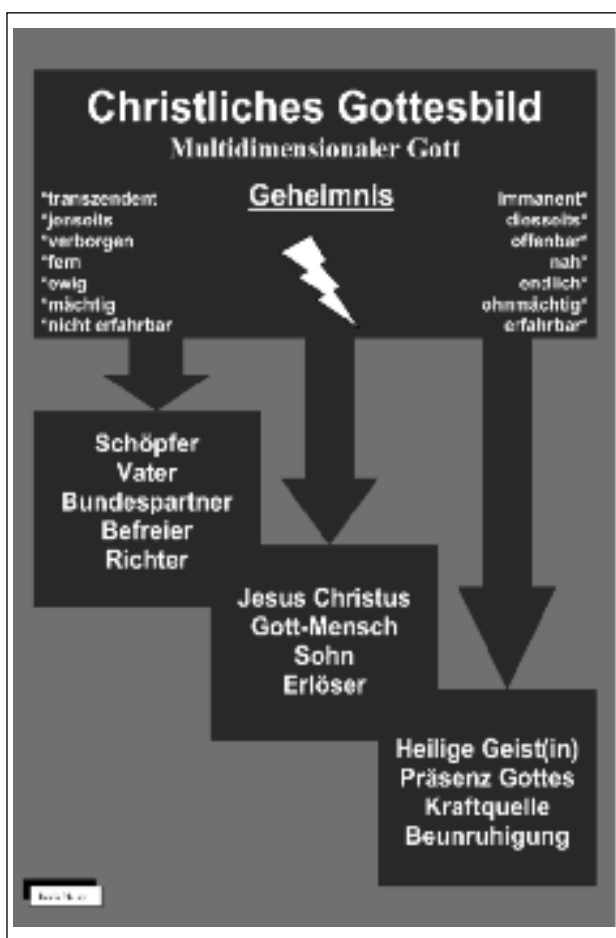 Christliches Gottesbild
Multidimensionaler Gott
Geheimnis
*transzendent
*jenseits
*verborgen
*fern
*ewig
*mächtig
*nicht erfahrbar
immanent*
diesseits*
offenbar*
nah*
endlich*
ohnmächtig*
erfahrbar*
Schöpfer
Vater
Bundespartner
Befreier
Richter
Jesus Christus
Gott-Mensch
Sohn
Erlöser
Heilige Geist(in)
Präsenz Gottes
Kraftquelle
Beunruhigung